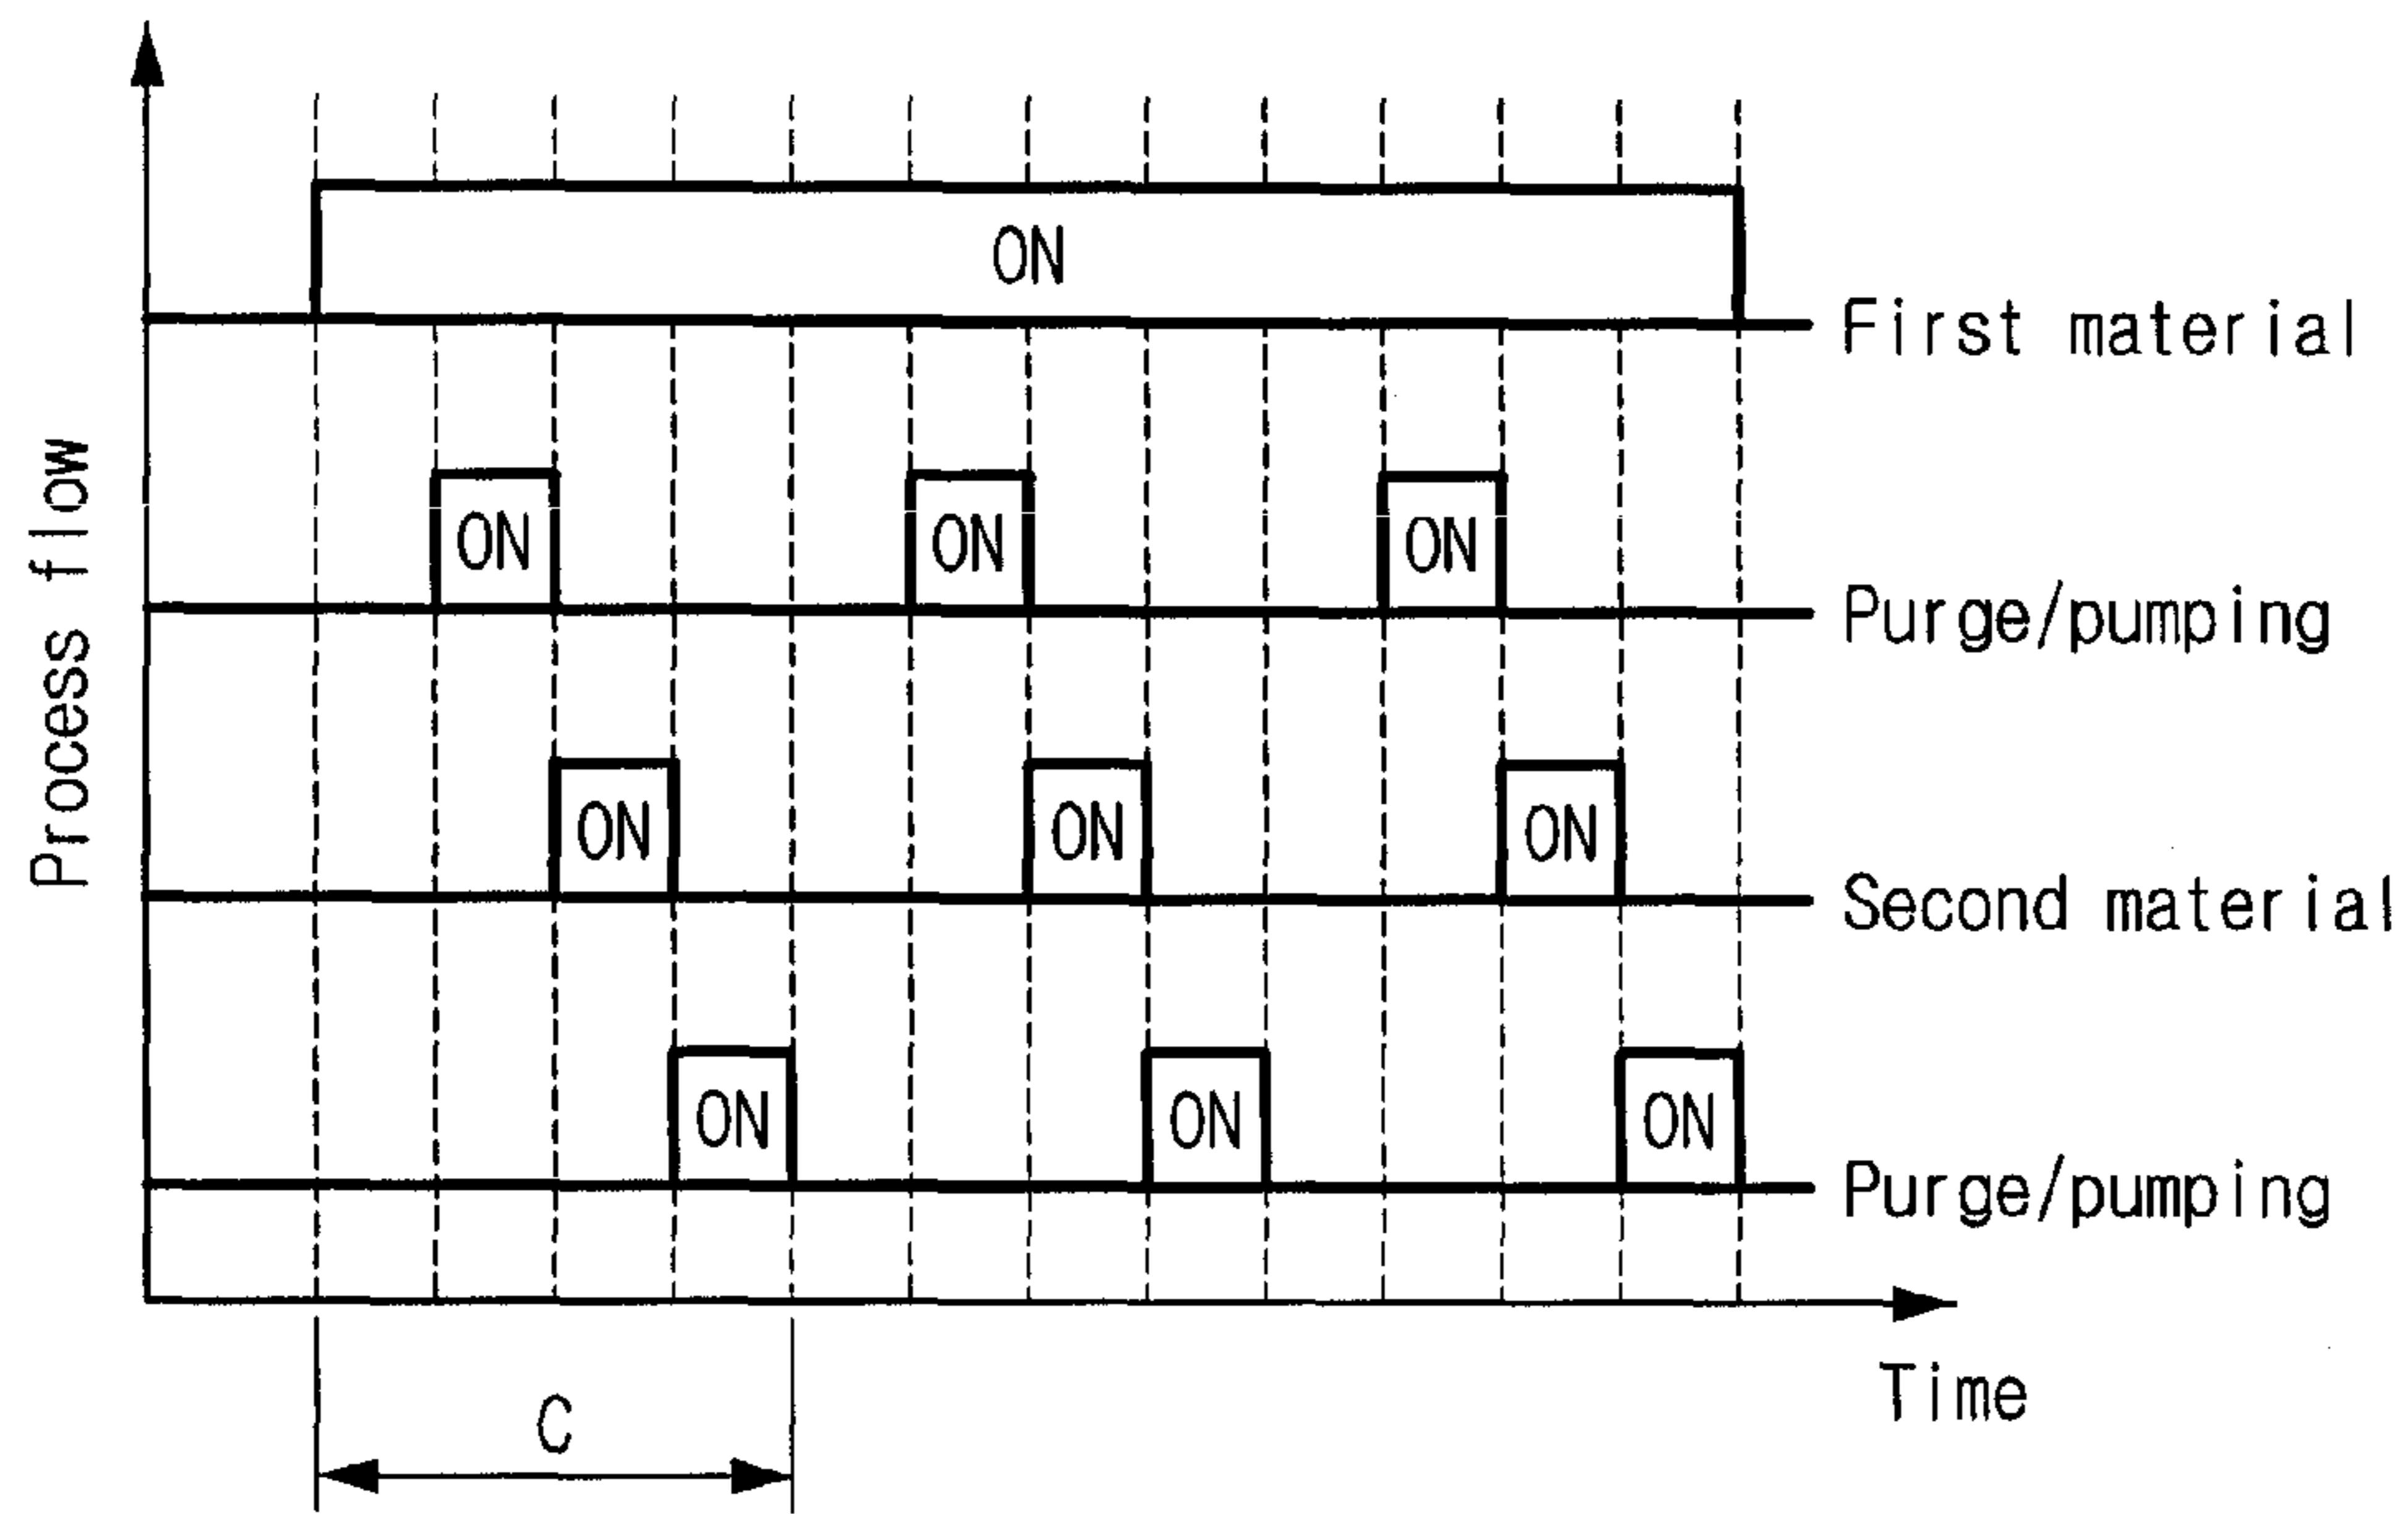 ON
First material
ON ON ON
Purge/pumping
Process flow
ON ON ON
Second material
ON ON ON
Purge/pumping
Time
C